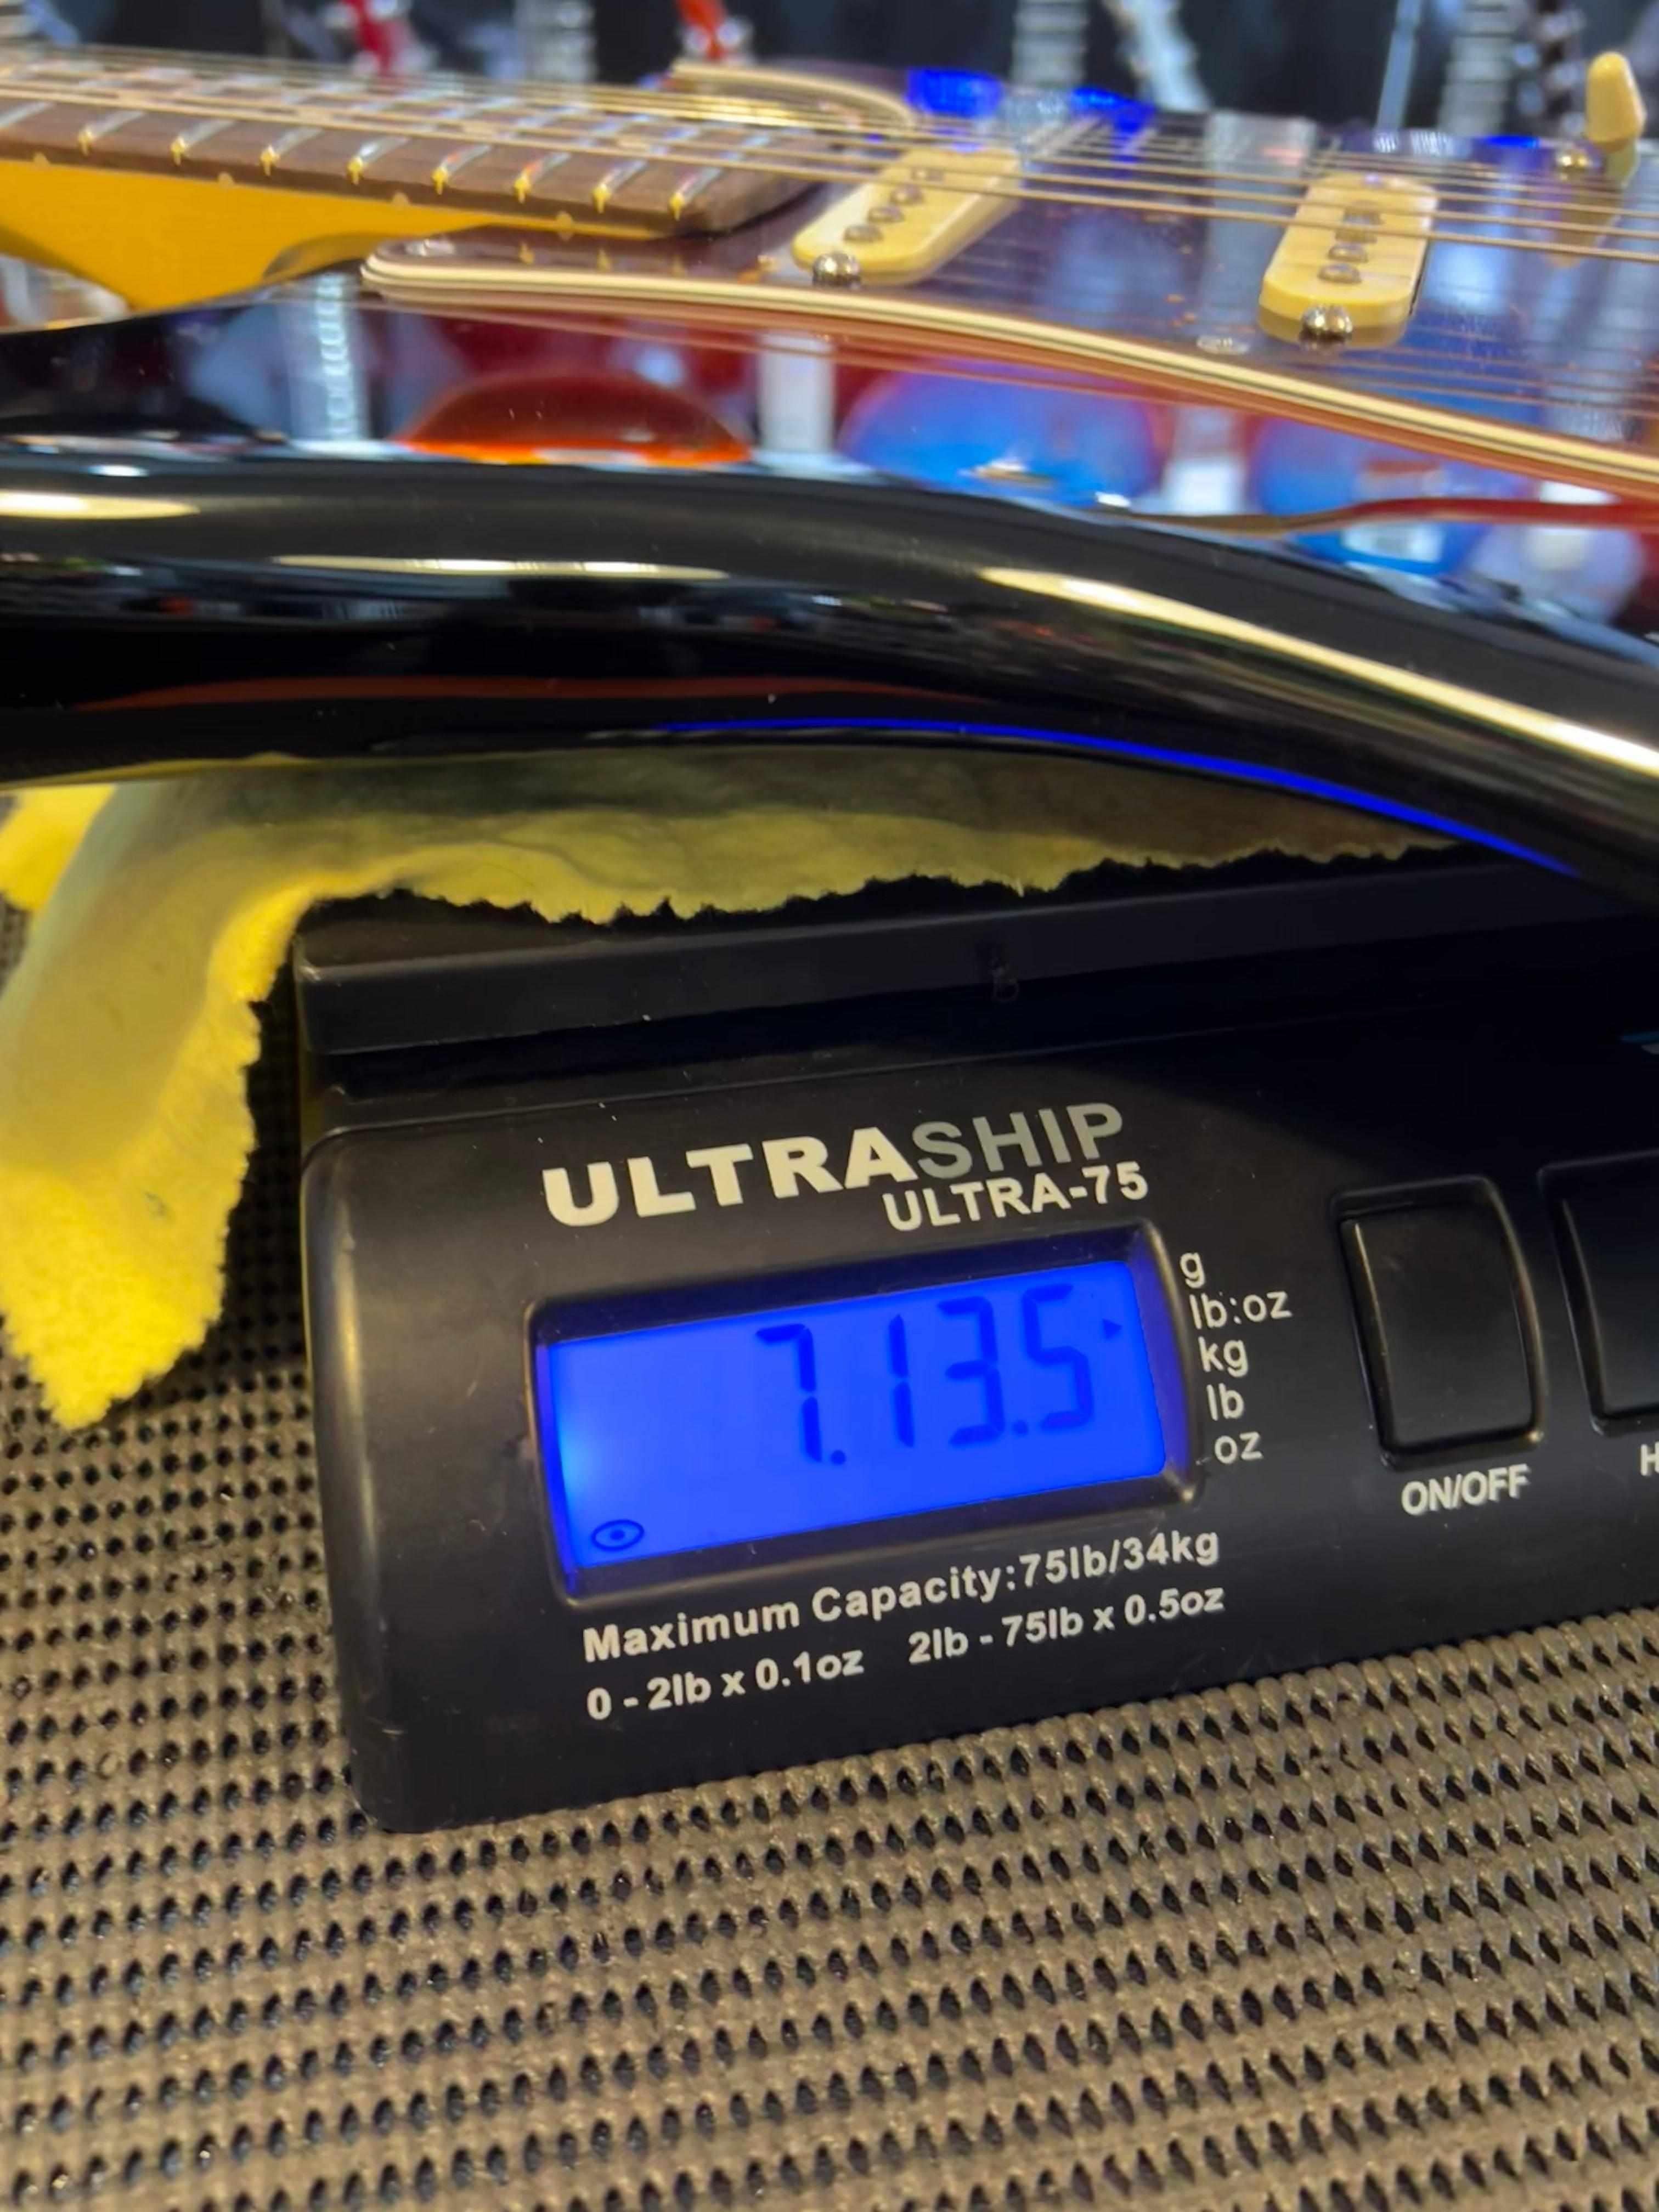 ULTRASHIP
ULTRA-75
7.13.5
g
lb:oz
kg
lb
oz
ON/OFF
Maximum Capacity:75lb/34kg
0 - 2lb x 0.1oz 2lb - 75lb x 0.5oz